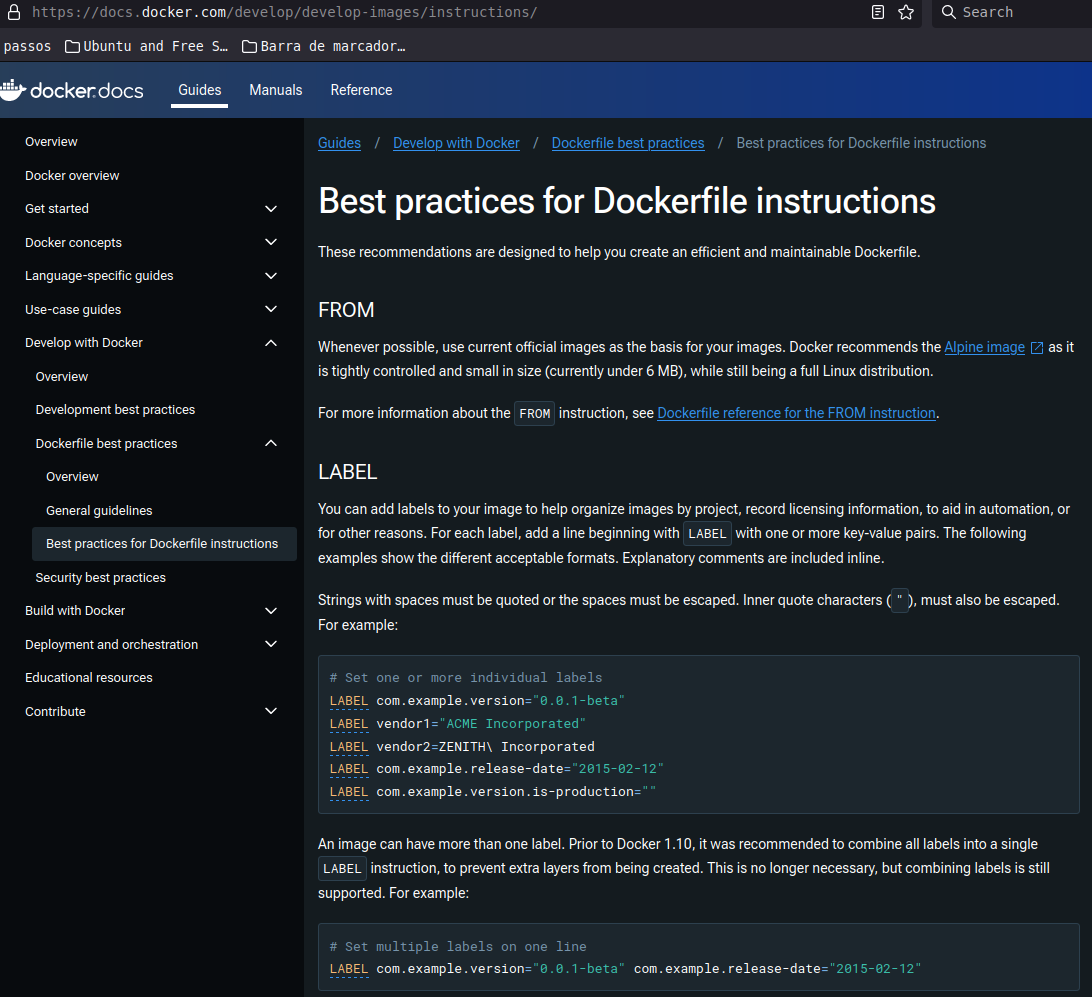 https://docs.docker.com/develop/develop-images/instructions/
Search
passos
Ubuntu and Free S…
Barra de marcador…
docker.docs
Guides
Manuals
Reference
Overview
Docker overview
Get started
Docker concepts
Language-specific guides
Use-case guides
Develop with Docker
Overview
Development best practices
Dockerfile best practices
Overview
General guidelines
Best practices for Dockerfile instructions
Security best practices
Build with Docker
Deployment and orchestration
Educational resources
Contribute
Guides / Develop with Docker / Dockerfile best practices / Best practices for Dockerfile instructions
Best practices for Dockerfile instructions
These recommendations are designed to help you create an efficient and maintainable Dockerfile.
FROM
Whenever possible, use current official images as the basis for your images. Docker recommends the Alpine image as it
is tightly controlled and small in size (currently under 6 MB), while still being a full Linux distribution.
For more information about the FROM instruction, see Dockerfile reference for the FROM instruction.
LABEL
You can add labels to your image to help organize images by project, record licensing information, to aid in automation, or
for other reasons. For each label, add a line beginning with LABEL with one or more key-value pairs. The following
examples show the different acceptable formats. Explanatory comments are included inline.
Strings with spaces must be quoted or the spaces must be escaped. Inner quote characters ( " ), must also be escaped.
For example:
# Set one or more individual labels
LABEL com.example.version="0.0.1-beta"
LABEL vendor1="ACME Incorporated"
LABEL vendor2=ZENITH\ Incorporated
LABEL com.example.release-date="2015-02-12"
LABEL com.example.version.is-production=""
An image can have more than one label. Prior to Docker 1.10, it was recommended to combine all labels into a single
LABEL instruction, to prevent extra layers from being created. This is no longer necessary, but combining labels is still
supported. For example:
# Set multiple labels on one line
LABEL com.example.version="0.0.1-beta" com.example.release-date="2015-02-12"